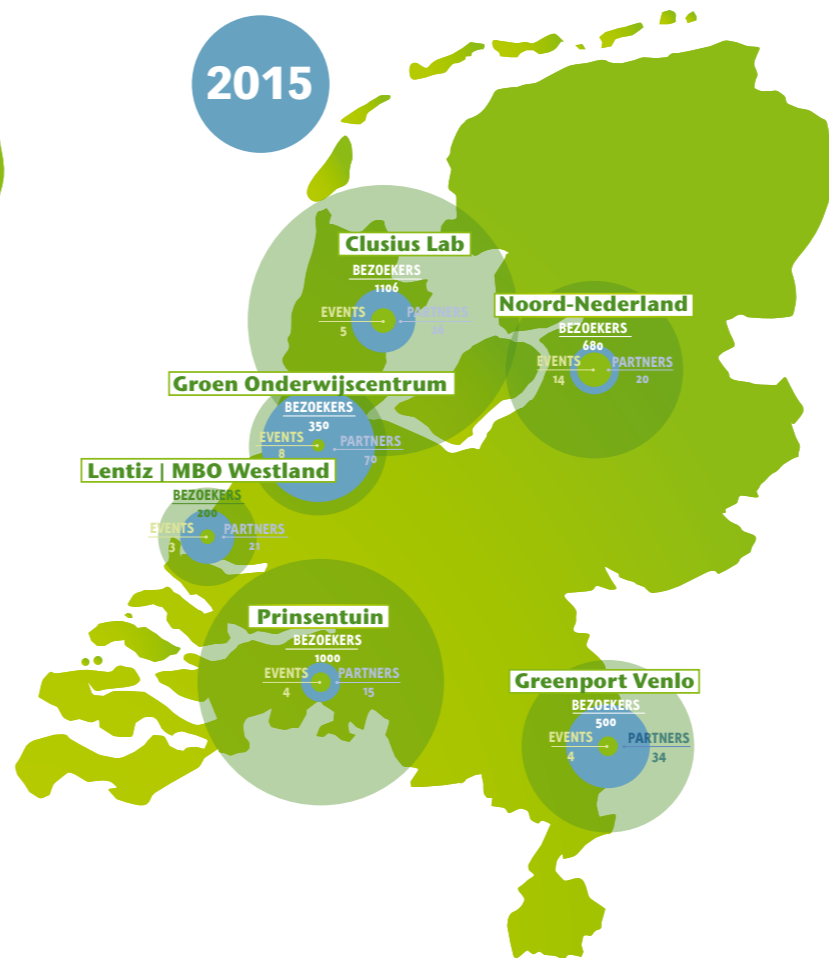 2015
Clusius Lab
BEZOEKERS
1106
EVENTS
5
PARTNERS
Noord-Nederland
BEZOEKERS
680
EVENTS
14
PARTNERS
20
Groen Onderwijscentrum
BEZOEKERS
350
EVENTS
8
PARTNERS
70
Lentiz | MBO Westland
BEZOEKERS
200
EVENTS
3
PARTNERS
21
Prinsentuin
BEZOEKERS
1000
EVENTS
4
PARTNERS
15
Greenport Venlo
BEZOEKERS
500
EVENTS
4
PARTNERS
34